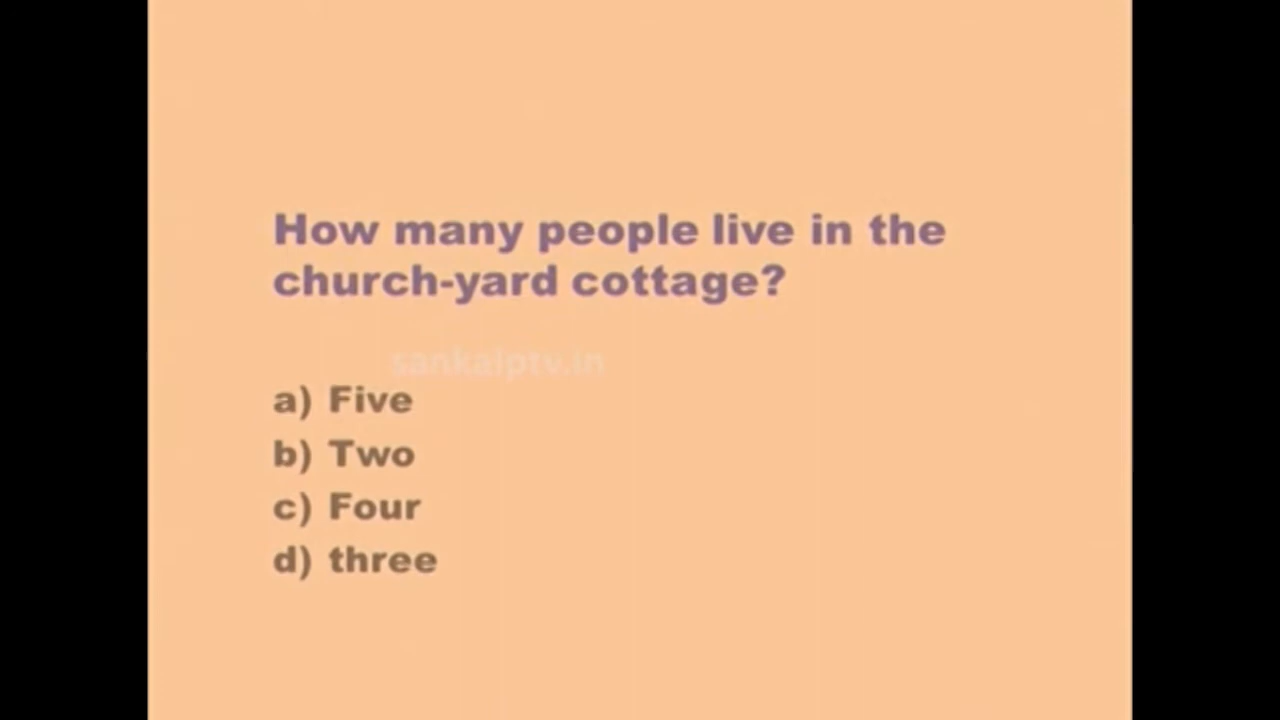 How many people live in the
church-yard cottage?
sankalptv.in
a) Five
b) Two
c) Four
d) three